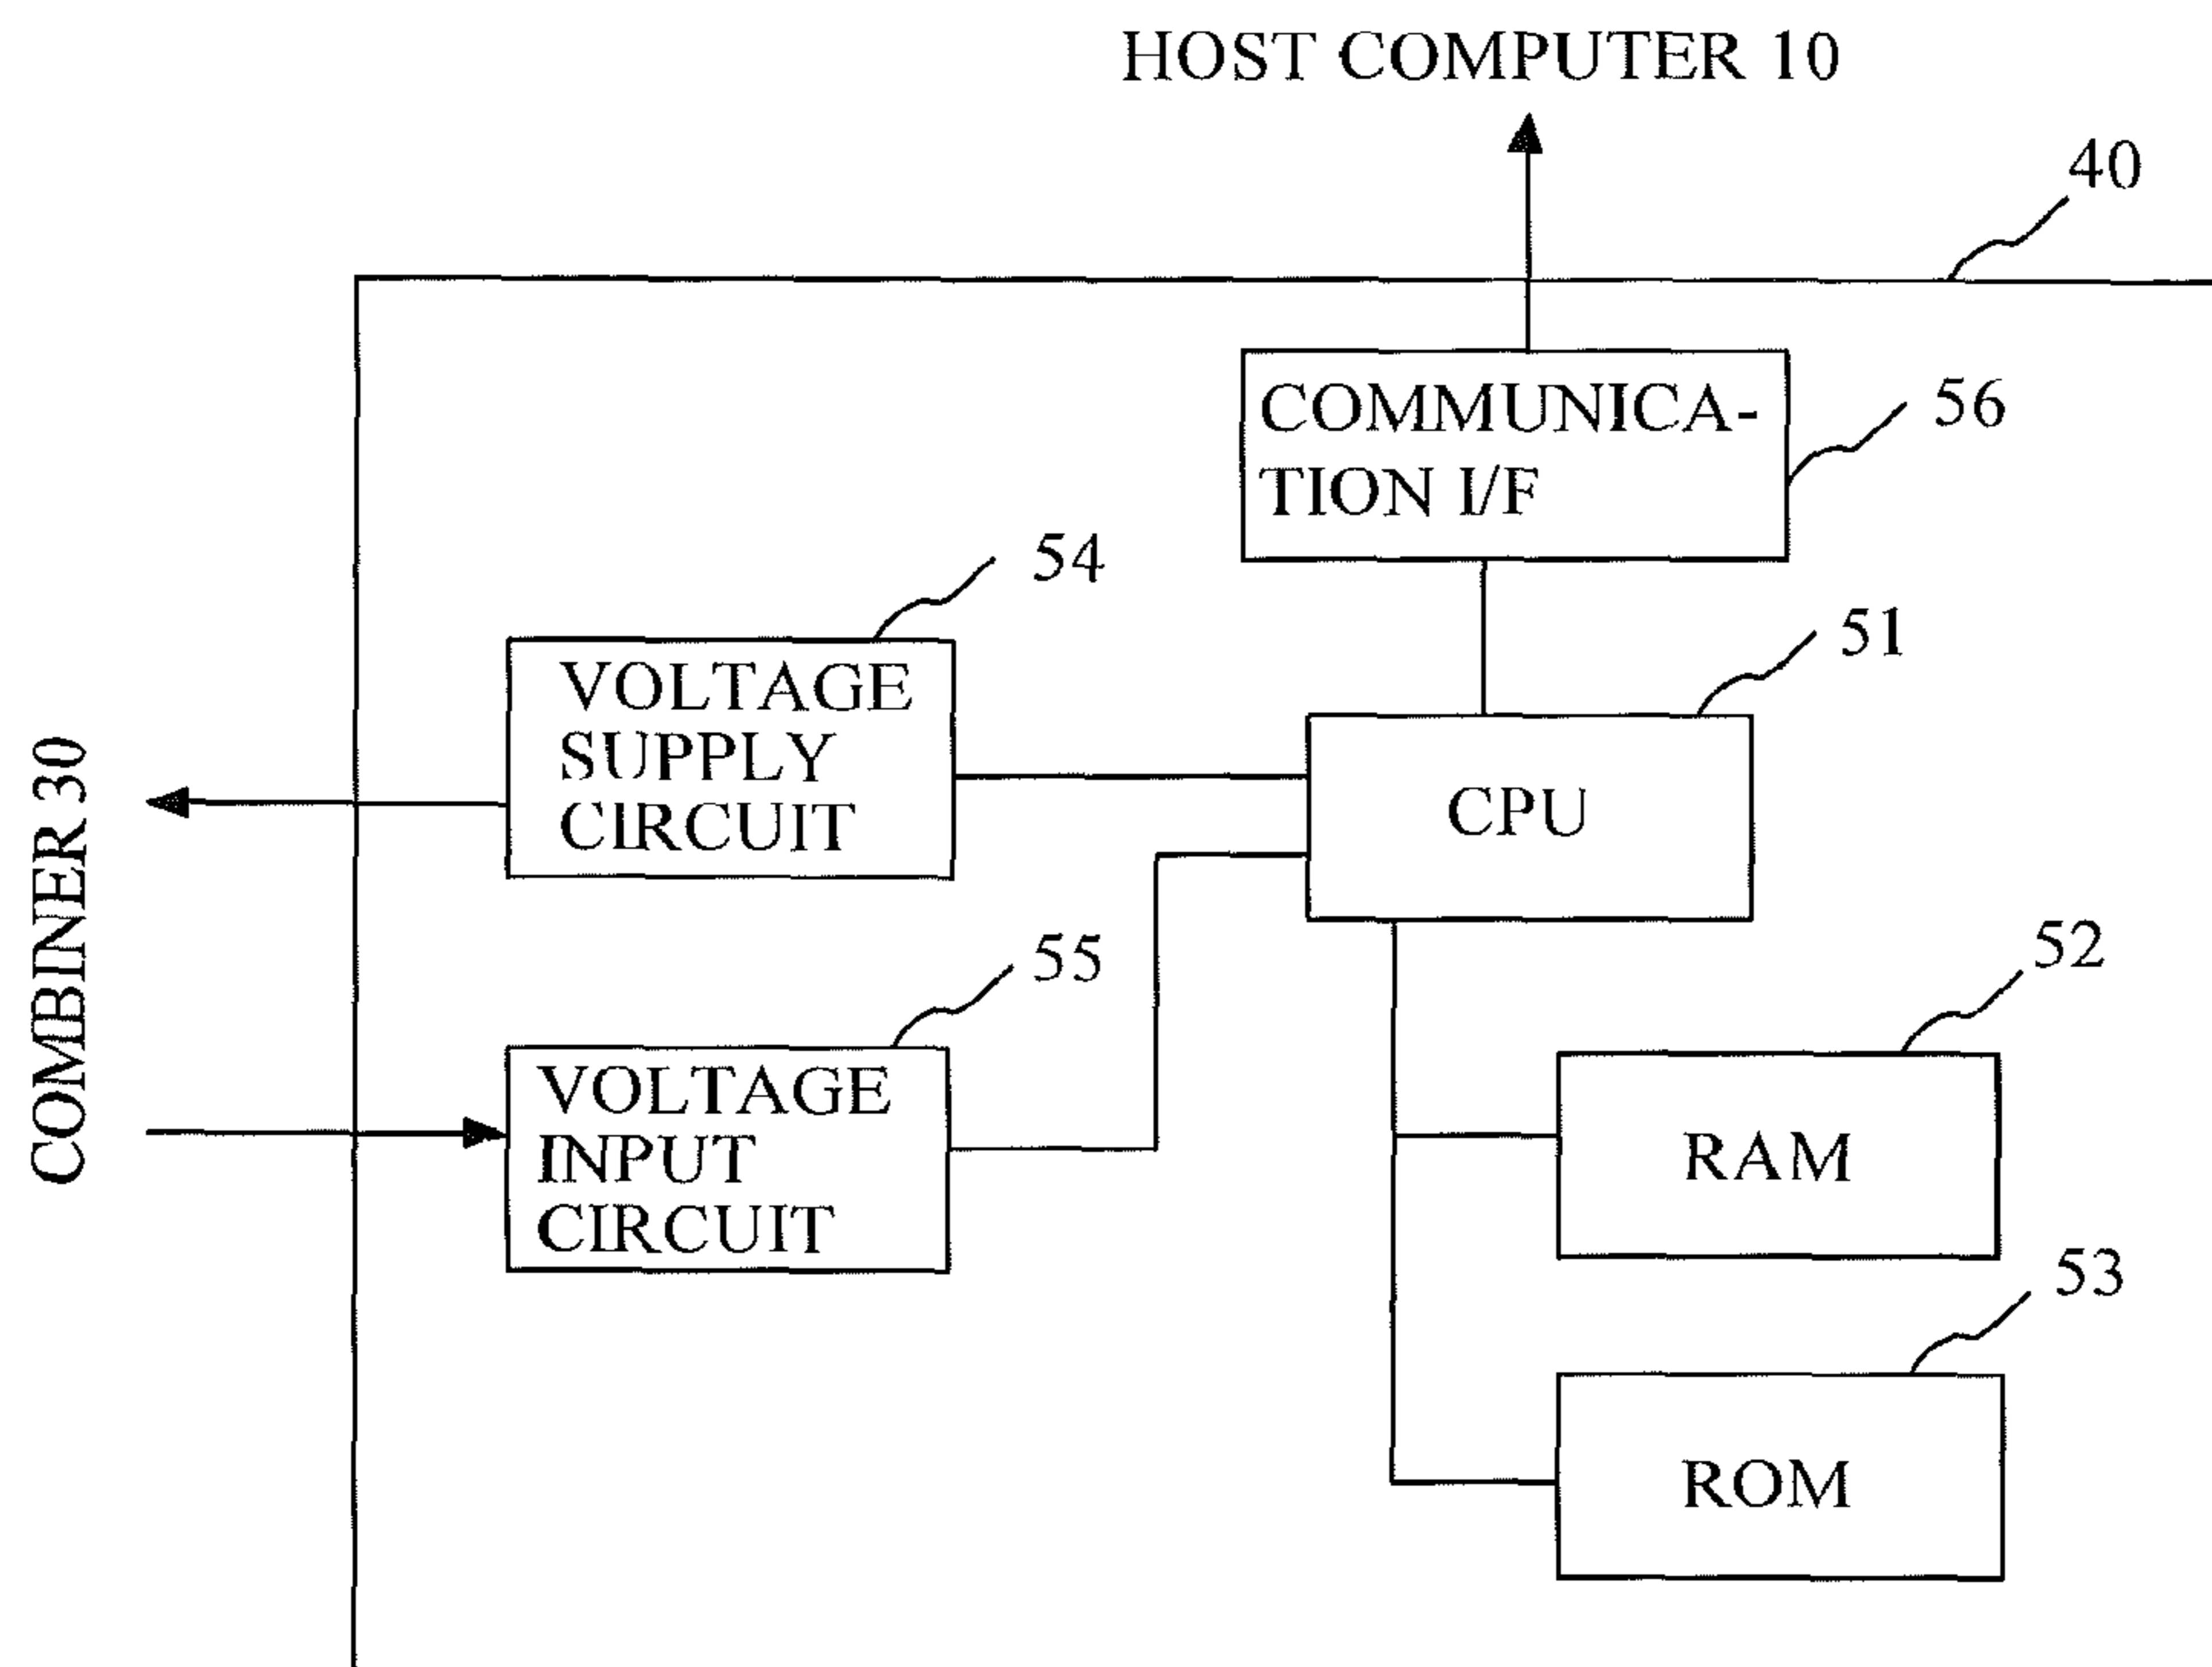 HOST COMPUTER 10
40
COMMUNICA-
TION I/F
56
54
VOLTAGE
SUPPLY
CIRCUIT
51
CPU
COMBINER 30
55
VOLTAGE
INPUT
CIRCUIT
52
RAM
53
ROM